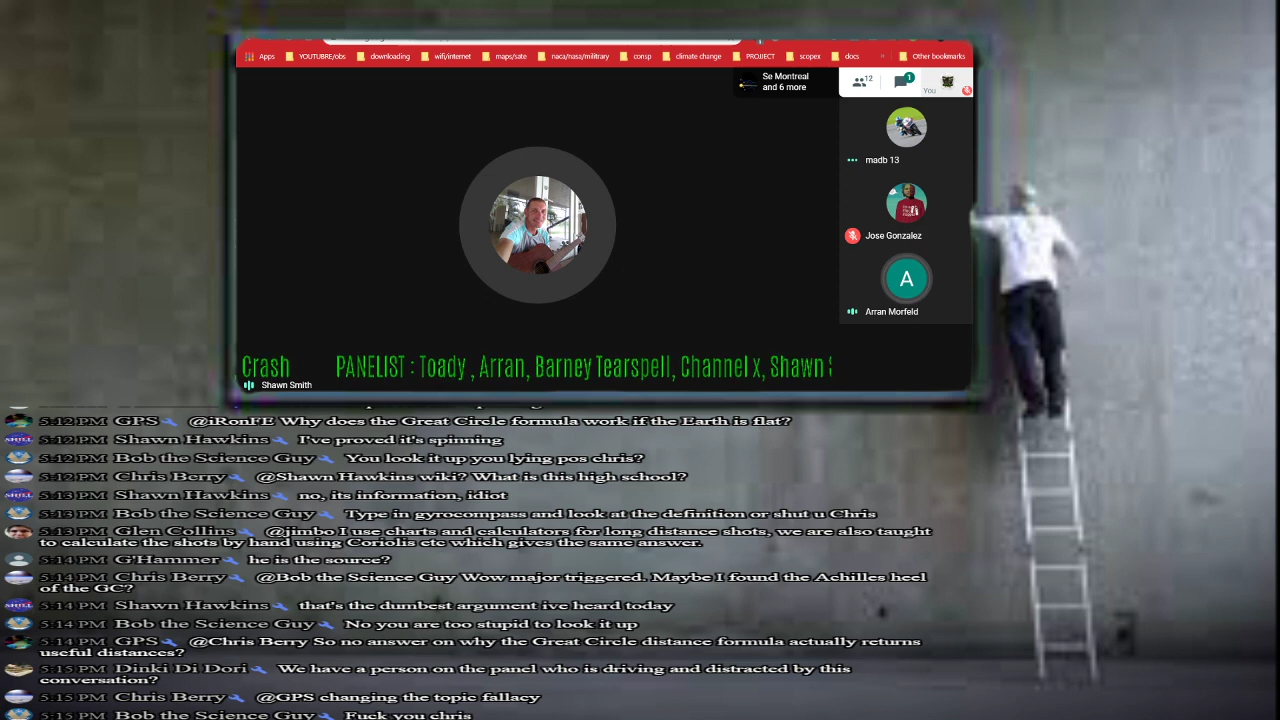 Apps YOUTUBRE/obs downloading wifi/internet maps/sate naca/nasa/militrary consp climate change PROJJECT scopex docs Other bookmarks
Se Montreal
and 6 more
12
1
You
madb 13
Jose Gonzalez
A
Arran Morfeld
Crash PANELIST : Toady , Arran, Barney Tearspell, Channel x, Shawn S
Shawn Smith
5:12 PM GPS @iRonFE Why does the Great Circle formula work if the Earth is flat?
5:12 PM Shawn Hawkins I've proved it's spinning
5:12 PM Bob the Science Guy You look it up you lying pos chris?
5:12 PM Chris Berry @Shawn Hawkins wiki? What is this high school?
5:13 PM Shawn Hawkins no, its information, idiot
5:13 PM Bob the Science Guy Type in gyrocompass and look at the definition or shut u Chris
5:13 PM Glen Collins @jimbo I use charts and calculators for long distance shots, we are also taught
to calculate the shots by hand using Coriolis etc which gives the same answer.
5:14 PM G'Hammer he is the source?
5:14 PM Chris Berry @Bob the Science Guy Wow major triggered. Maybe I found the Achilles heel
of the GC?
5:14 PM Shawn Hawkins that's the dumbest argument ive heard today
5:14 PM Bob the Science Guy No you are too stupid to look it up
5:14 PM GPS @Chris Berry So no answer on why the Great Circle distance formula actually returns
useful distances?
5:15 PM Dinki Di Dori We have a person on the panel who is driving and distracted by this
conversation?
5:15 PM Chris Berry @GPS changing the topic fallacy
5:15 PM Bob the Science Guy Fuck you chris